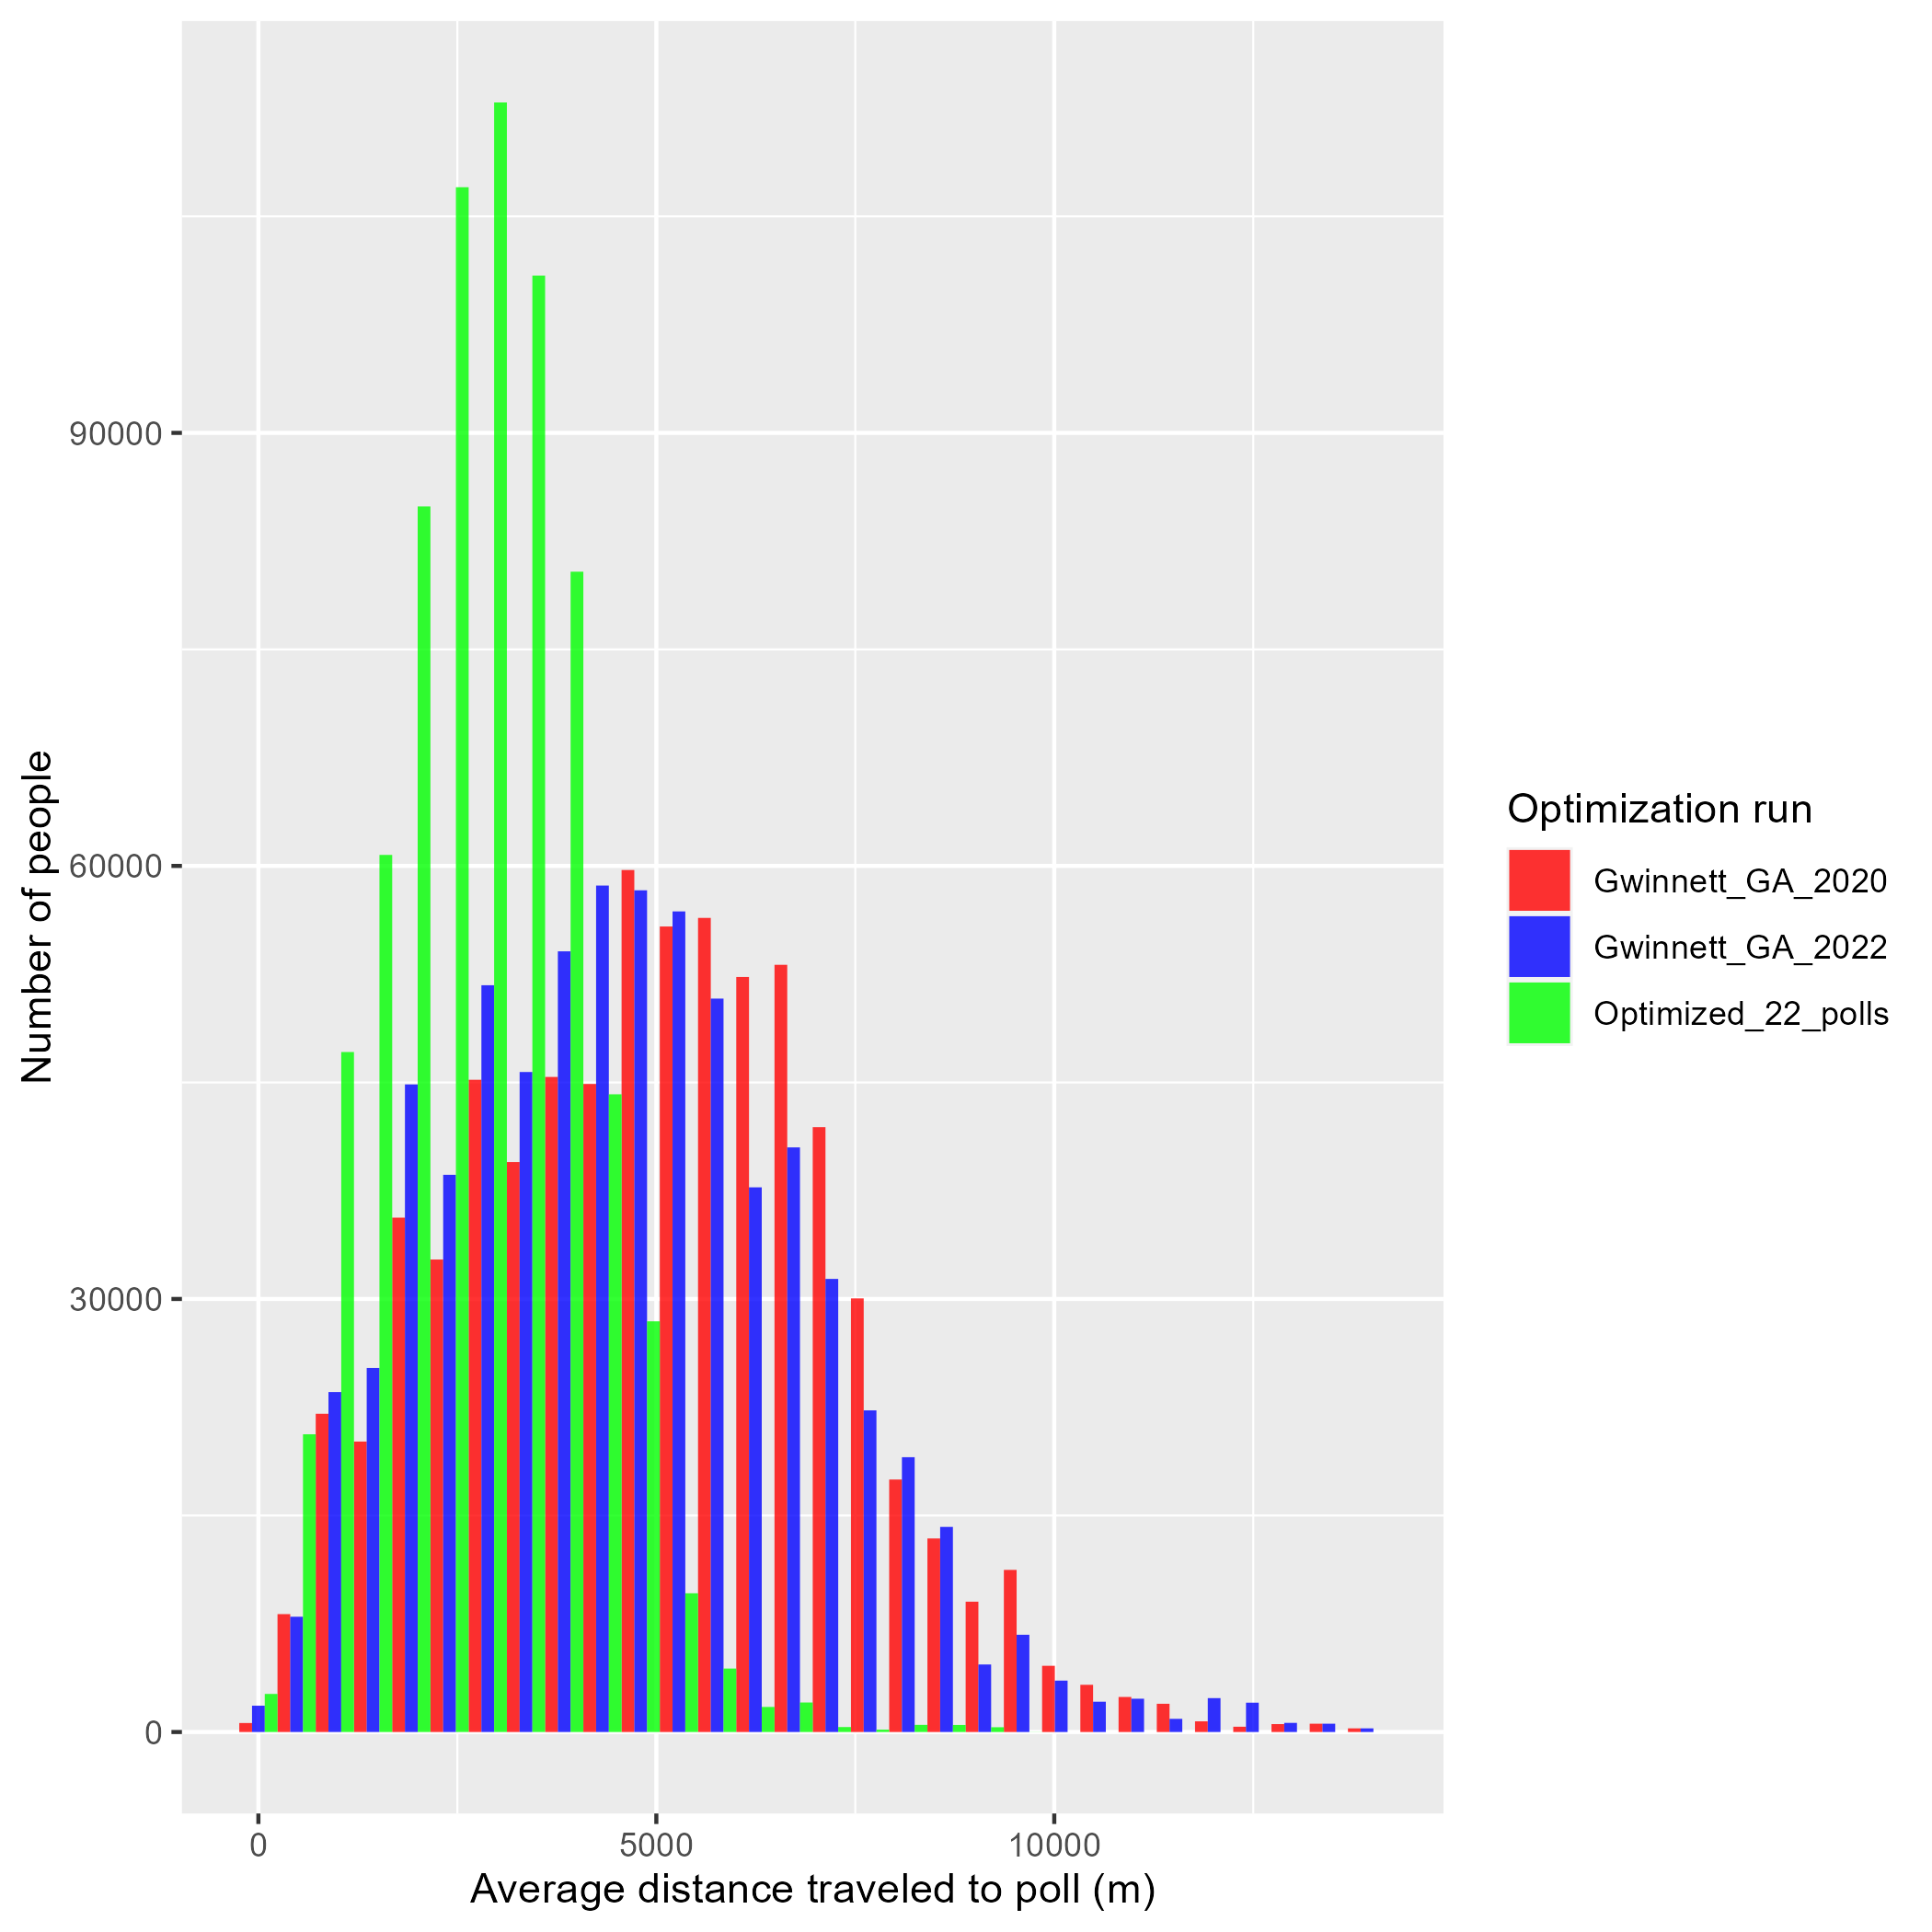 Number of people
90000
60000
30000
0
0 5000 10000
Average distance traveled to poll (m)
Optimization run
Gwinnett_GA_2020
Gwinnett_GA_2022
Optimized_22_polls